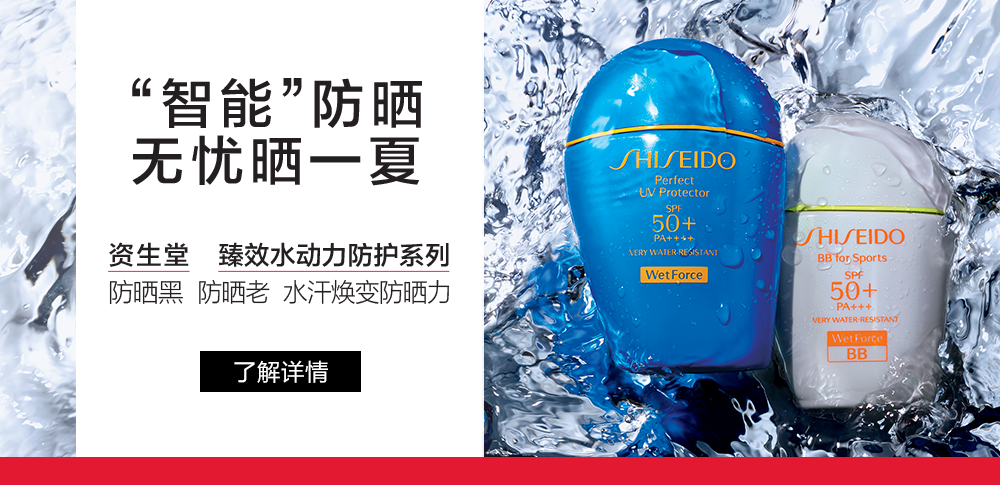 “智能”防晒
无忧晒一夏
资生堂 臻效水动力防护系列
防晒黑 防晒老 水汗焕变防晒力
了解详情
SHISEIDO
Perfect
UV Protector
SPF
50+
PA++++
VERY WATER-RESISTANT
WetForce
SHISEIDO
BB for Sports
SPF
50+
PA+++
VERY WATER-RESISTANT
WetForce
BB